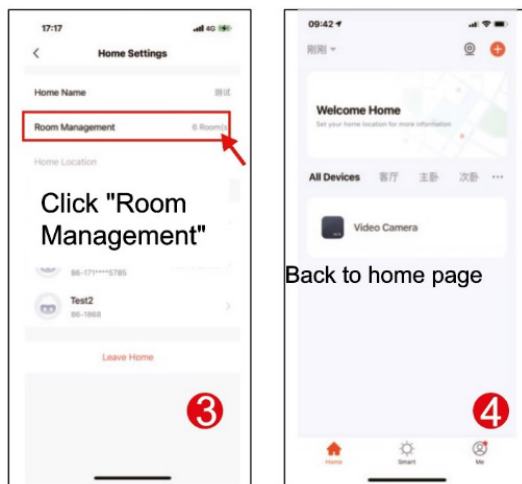 17:17
4G
Home Settings
Home Name
测试
Room Management
6 Room(s)
Home Location
Click "Room
Management"
86-171****5785
Test2
86-1868
Leave Home
3
09:42
刚刚
Welcome Home
Set your home location for more information
All Devices 客厅 主卧 次卧 ...
Video Camera
Back to home page
4
Home
Smart
Me